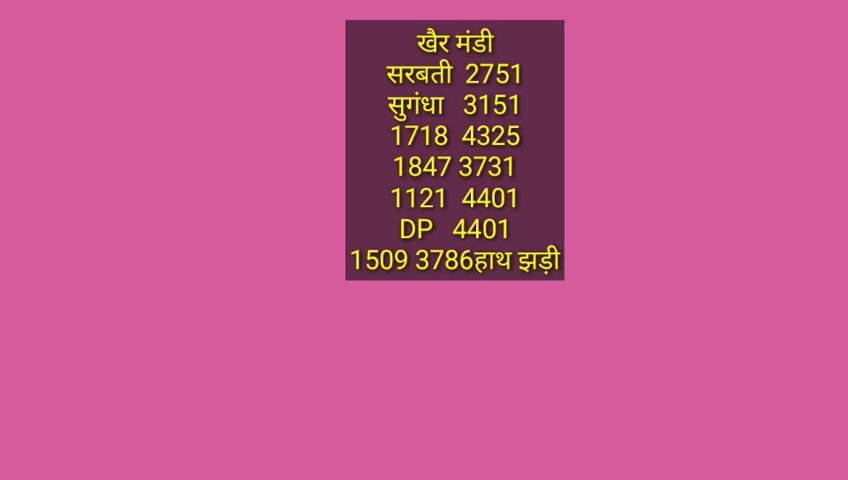 खैर मंडी
सरबती 2751
सुगंधा 3151
1718 4325
1847 3731
1121 4401
DP 4401
1509 3786हाथ झड़ी